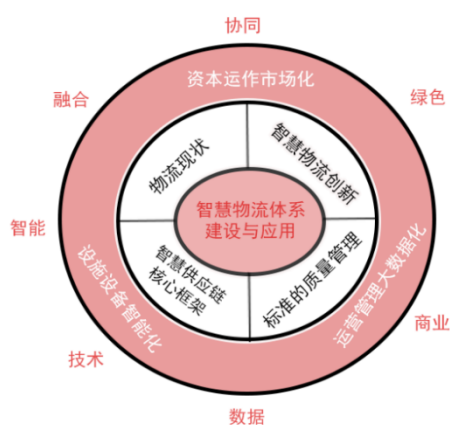 协同
资本运作市场化
融合
绿色
物流现状
智慧物流创新
智慧物流体系
建设与应用
智能
智慧供应链
核心框架
标准的质量管理
设施设备智能化
运营管理大数据化
商业
技术
数据